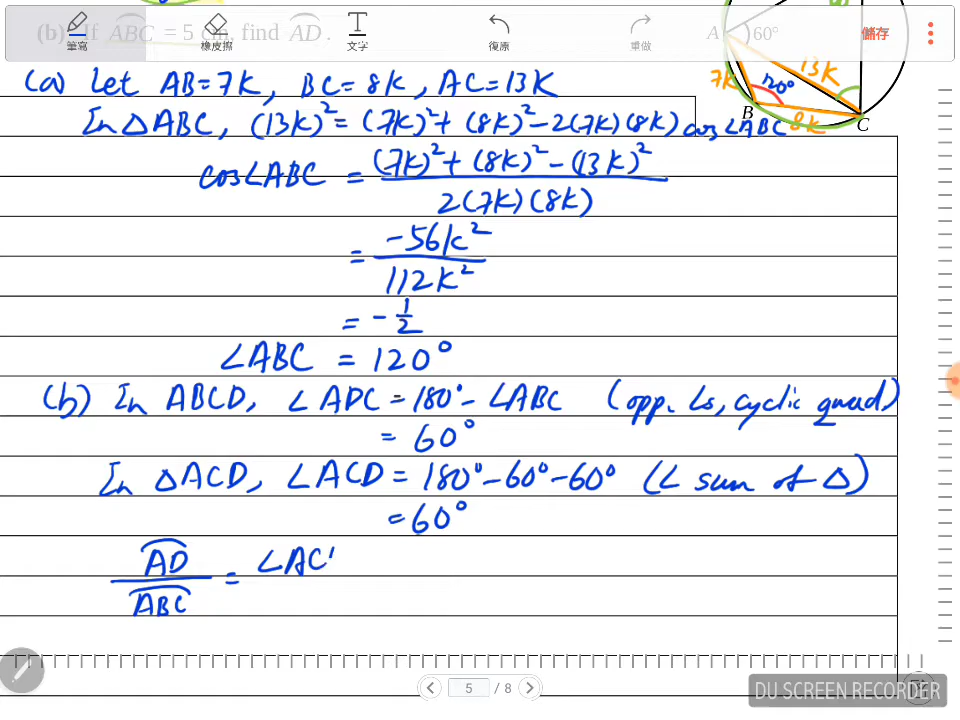 (b) If ABC = 5 cm, find AD.
筆寫 橡皮擦 文字 復原 重做 儲存
A 60°
13K
7K 120°
B 8K C
(a) Let AB=7K, BC=8K, AC=13K
In △ABC, (13K)²=(7K)²+(8K)²-2(7K)(8K)cos∠ABC
cos∠ABC = (7K)²+(8K)²-(13K)² / 2(7K)(8K)
= -56K² / 112K²
= -1/2
∠ABC = 120°
(b) In ABCD, ∠ADC = 180°-∠ABC (opp. ∠s, cyclic quad)
= 60°
In △ACD, ∠ACD = 180°-60°-60° (∠ sum of △)
= 60°
AD / ABC = ∠AC
5 / 8
DU SCREEN RECORDER